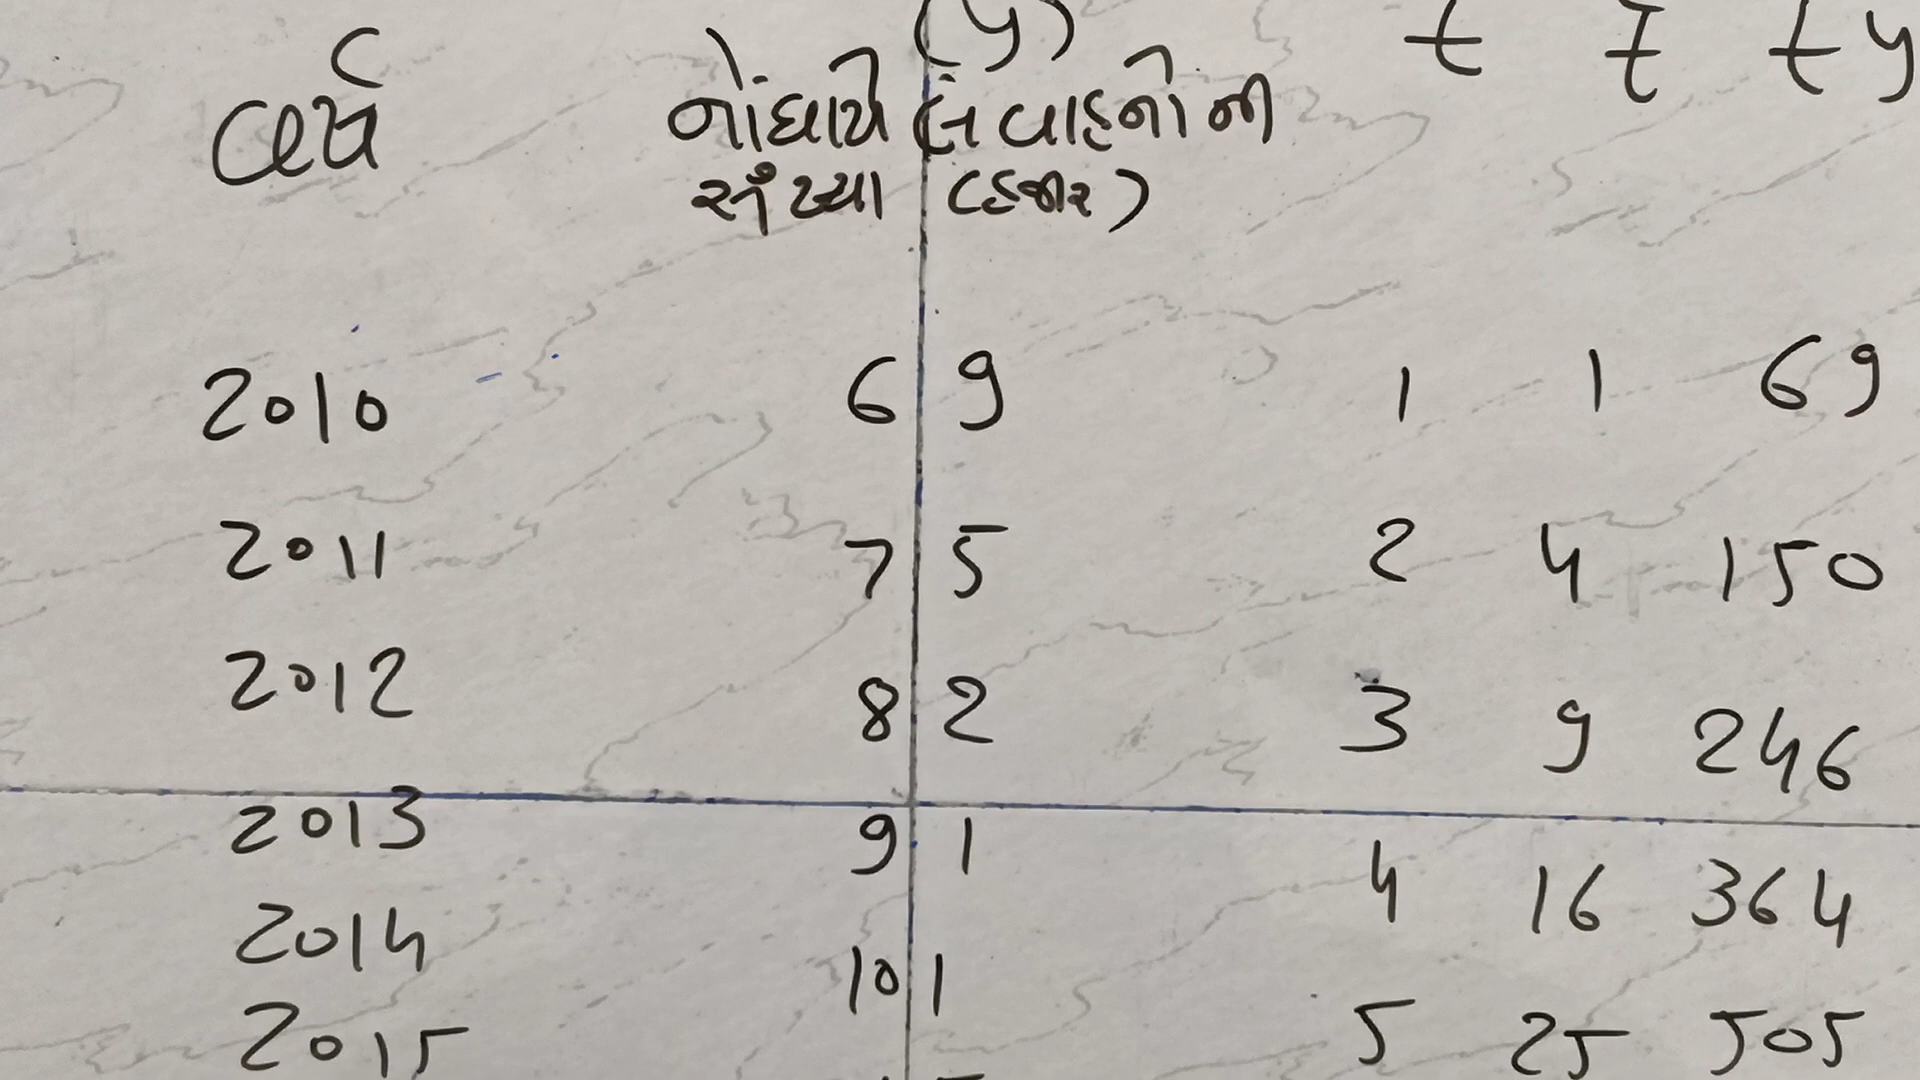 (y) t t ty
વર્ષ નોંધાયેલ વાહનોની
સંખ્યા (હજાર)
2010 69 1 1 69
2011 75 2 4 150
2012 82 3 9 246
2013 91 4 16 364
2014 101 5 25 505
2015